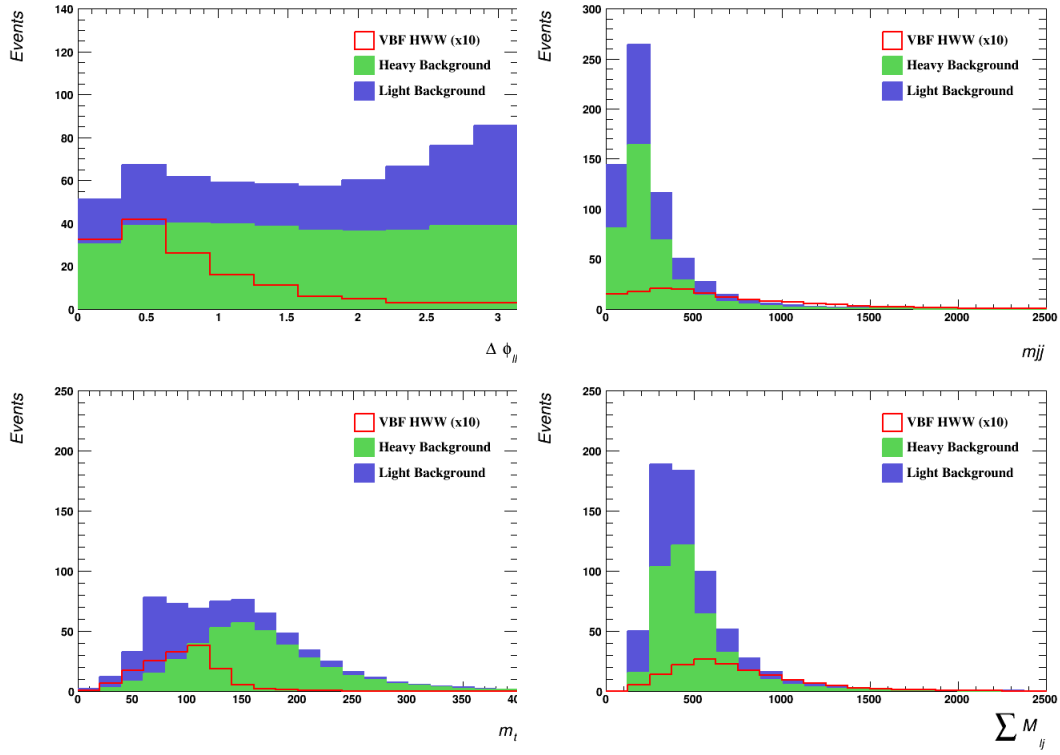 Events
140
120
100
80
60
40
20
0
VBF HWW (x10)
Heavy Background
Light Background
0 0.5 1 1.5 2 2.5 3
Δ ϕll
Events
300
250
200
150
100
50
0
VBF HWW (x10)
Heavy Background
Light Background
0 500 1000 1500 2000 2500
mjj
Events
250
200
150
100
50
0
VBF HWW (x10)
Heavy Background
Light Background
0 50 100 150 200 250 300 350 40
mt
Events
250
200
150
100
50
0
VBF HWW (x10)
Heavy Background
Light Background
0 500 1000 1500 2000 2500
∑ Mlj